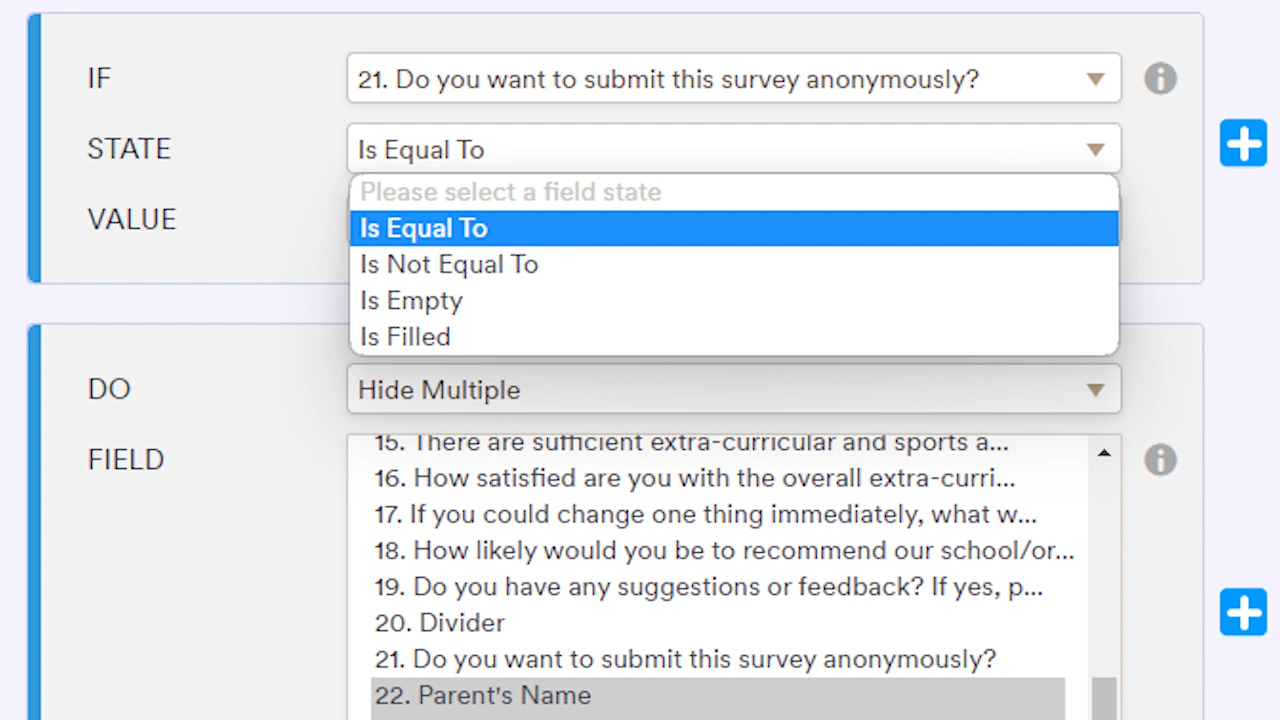 IF
21. Do you want to submit this survey anonymously?
STATE
Is Equal To
Please select a field state
VALUE
Is Equal To
Is Not Equal To
Is Empty
Is Filled
DO
Hide Multiple
FIELD
15. There are sufficient extra-curricular and sports a...
16. How satisfied are you with the overall extra-curri...
17. If you could change one thing immediately, what w...
18. How likely would you be to recommend our school/or...
19. Do you have any suggestions or feedback? If yes, p...
20. Divider
21. Do you want to submit this survey anonymously?
22. Parent's Name